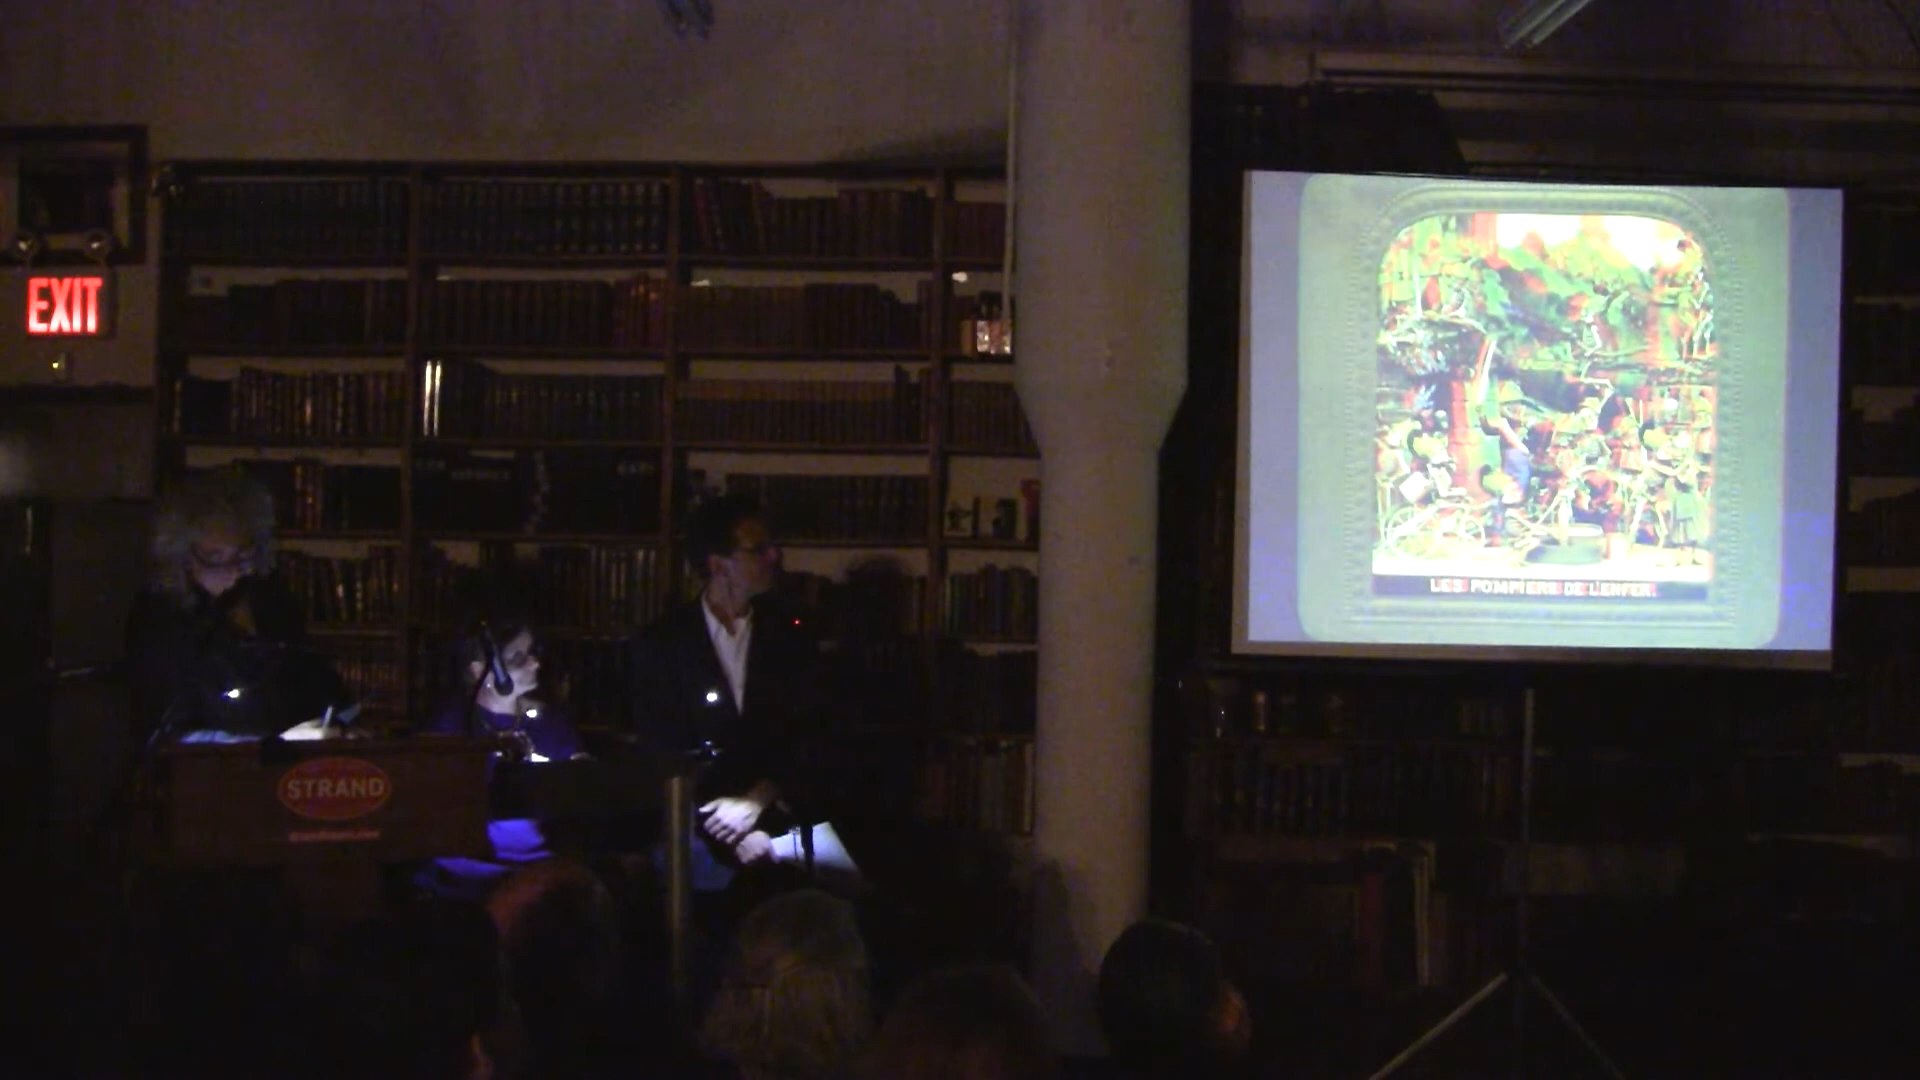 EXIT
STRAND
LES POMPIERS DE L'ENFER.